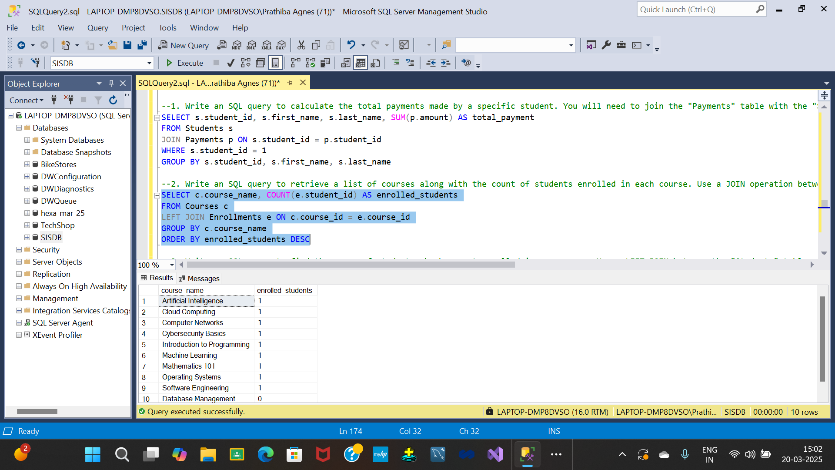 SQLQuery2.sql - LAPTOP-DMP8DVSO.SISDB (LAPTOP-DMP8DVSO\Prathiba Agnes (71))* - Microsoft SQL Server Management Studio
Quick Launch (Ctrl+Q)
File Edit View Query Project Tools Window Help
New Query
SISDB
Execute
Object Explorer
SQLQuery2.sql - LA...rathiba Agnes (71))*
Connect
LAPTOP-DMP8DVSO (SQL Serv
Databases
System Databases
Database Snapshots
BikeStores
DWConfiguration
DWDiagnostics
DWQueue
hexa_mar_25
TechShop
SISDB
Security
Server Objects
Replication
Always On High Availability
Management
Integration Services Catalogs
SQL Server Agent
XEvent Profiler
--1. Write an SQL query to calculate the total payments made by a specific student. You will need to join the "Payments" table with the "
SELECT s.student_id, s.first_name, s.last_name, SUM(p.amount) AS total_payment
FROM Students s
JOIN Payments p ON s.student_id = p.student_id
WHERE s.student_id = 1
GROUP BY s.student_id, s.first_name, s.last_name
--2. Write an SQL query to retrieve a list of courses along with the count of students enrolled in each course. Use a JOIN operation betw
SELECT c.course_name, COUNT(e.student_id) AS enrolled_students
FROM Courses c
LEFT JOIN Enrollments e ON c.course_id = e.course_id
GROUP BY c.course_name
ORDER BY enrolled_students DESC
100 %
Results Messages
course_name enrolled_students
1 Artificial Intelligence 1
2 Cloud Computing 1
3 Computer Networks 1
4 Cybersecurity Basics 1
5 Introduction to Programming 1
6 Machine Learning 1
7 Mathematics 101 1
8 Operating Systems 1
9 Software Engineering 1
10 Database Management 0
Query executed successfully.
LAPTOP-DMP8DVSO (16.0 RTM) LAPTOP-DMP8DVSO\Prathi... SISDB 00:00:00 10 rows
Ready
Ln 174 Col 32 Ch 32 INS
2
ENG
IN
15:02
20-03-2025